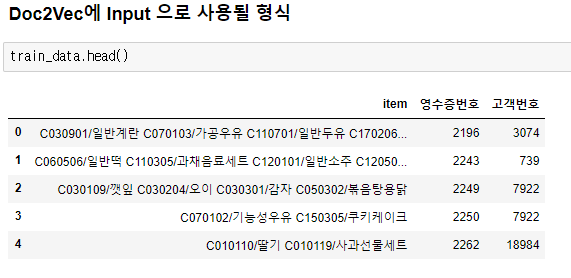 Doc2Vec에 Input 으로 사용될 형식
train_data.head()
item 영수증번호 고객번호
0 C030901/일반계란 C070103/가공우유 C110701/일반두유 C170206... 2196 3074
1 C060506/일반떡 C110305/과채음료세트 C120101/일반소주 C12050... 2243 739
2 C030109/깻잎 C030204/오이 C030301/감자 C050302/볶음탕용닭 2249 7922
3 C070102/기능성우유 C150305/쿠키케이크 2250 7922
4 C010110/딸기 C010119/사과선물세트 2262 18984